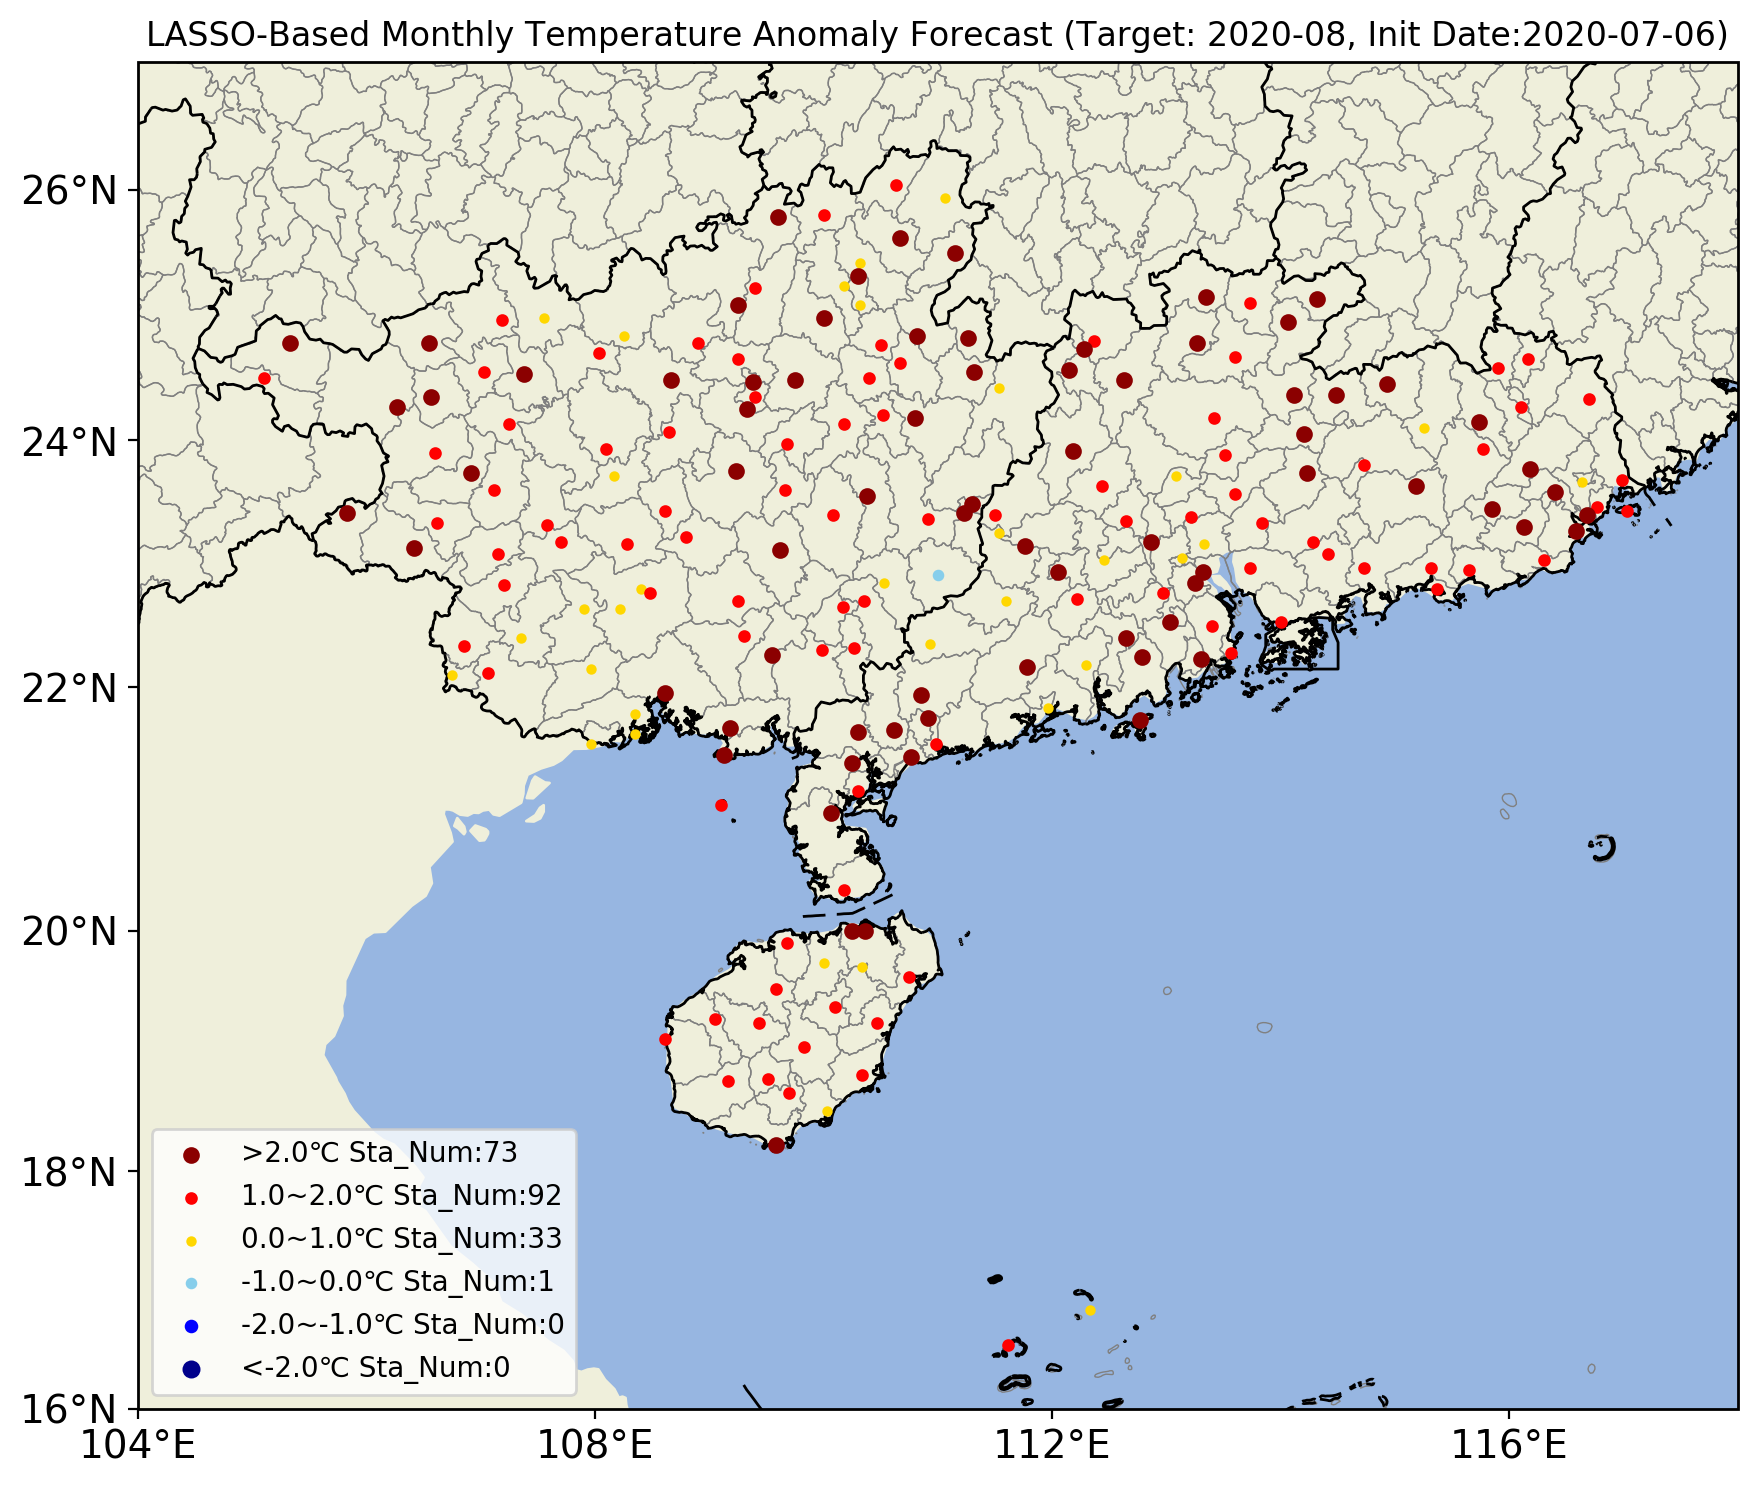 LASSO-Based Monthly Temperature Anomaly Forecast (Target: 2020-08, Init Date:2020-07-06)
26°N
24°N
22°N
20°N
18°N
16°N
>2.0℃ Sta_Num:73
1.0~2.0℃ Sta_Num:92
0.0~1.0℃ Sta_Num:33
-1.0~0.0℃ Sta_Num:1
-2.0~-1.0℃ Sta_Num:0
<-2.0℃ Sta_Num:0
104°E
108°E
112°E
116°E